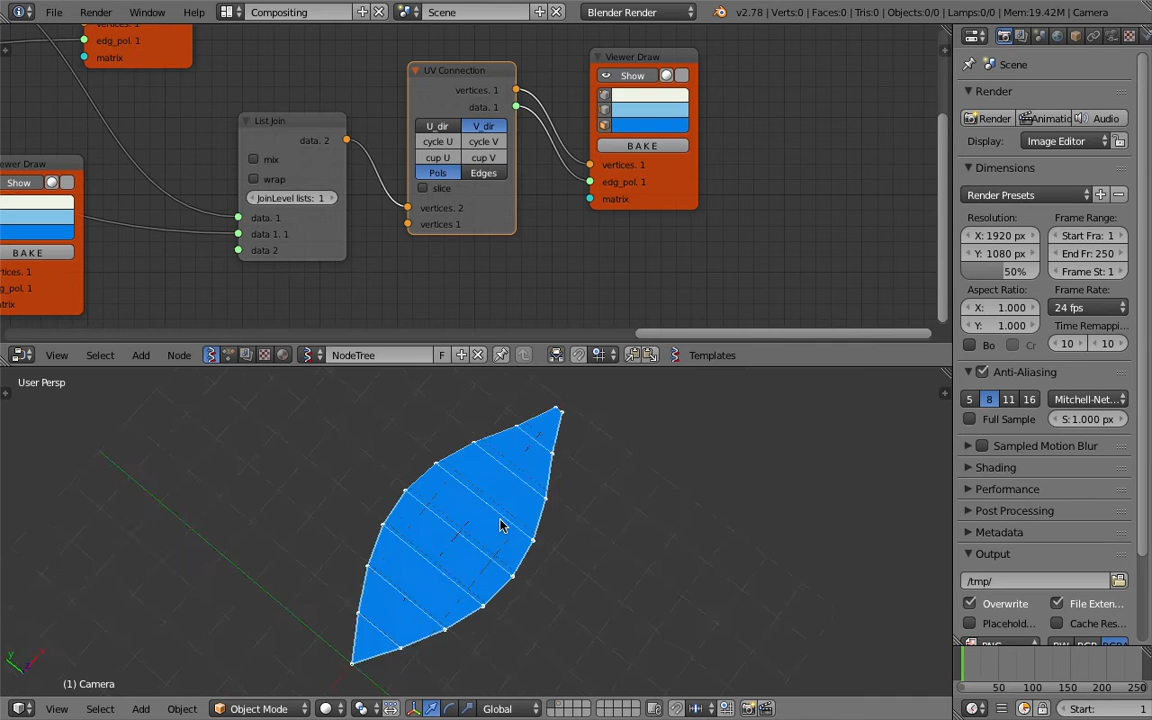 File Render Window Help Compositing Scene Blender Render v2.78 | Verts:0 | Faces:0 | Tris:0 | Objects:0/0 | Lamps:0/0 | Mem:19.42M | Camera
edg_pol. 1
matrix
Show
BAKE
List Join
data. 2
mix
wrap
JoinLevel lists: 1
data. 1
data 1. 1
data 2
UV Connection
vertices. 1
data. 1
U_dir V_dir
cycle U cycle V
cup U cup V
Pols Edges
slice
vertices. 2
vertices 1
Viewer Draw
Show
BAKE
vertices. 1
edg_pol. 1
matrix
View Select Add Node NodeTree F Templates
User Persp
(1) Camera
View Select Add Object Object Mode Global
Scene
Render
Render Animatic Audio
Display: Image Editor
Dimensions
Render Presets
Resolution: Frame Range:
X: 1920 px Start Fra: 1
Y: 1080 px End Fr: 250
50% Frame St: 1
Aspect Ratio: Frame Rate:
X: 1.000 24 fps
Y: 1.000 Time Remappi...
Bo Cr 10 10
Anti-Aliasing
5 8 11 16 Mitchell-Net...
Full Sample S: 1.000 px
Sampled Motion Blur
Shading
Performance
Post Processing
Metadata
Output
/tmp/
Overwrite File Exten...
Placehold... Cache Res...
50 100 150 200 250
Start: 1